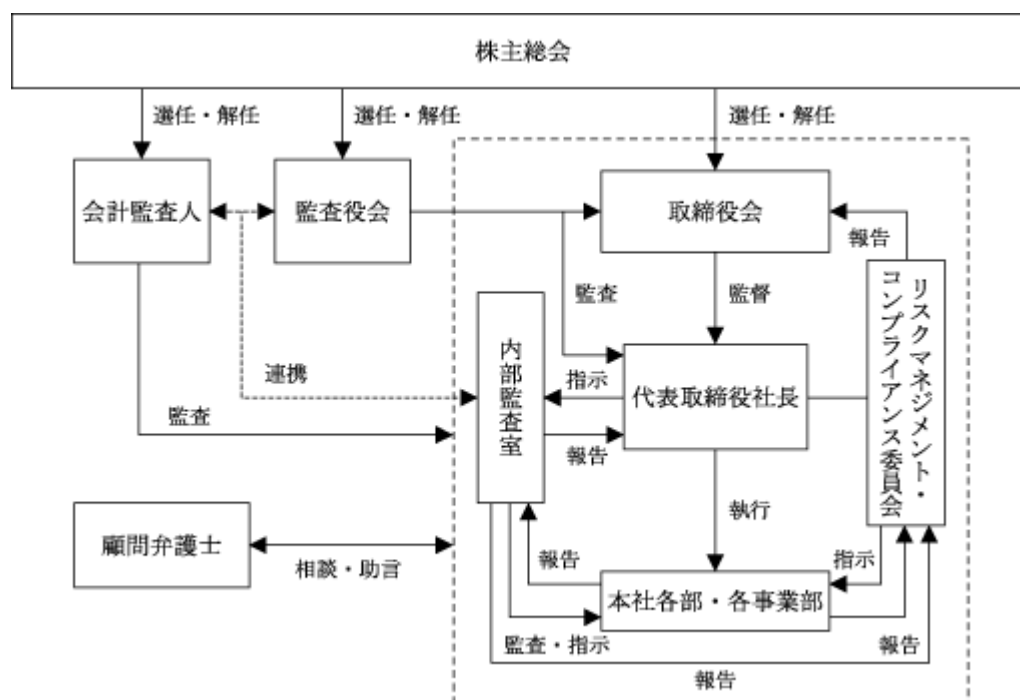 株主総会
選任・解任
選任・解任
選任・解任
会計監査人
監査役会
取締役会
報告
監査
監督
リスクマネジメント・
コンプライアンス委員会
内部監査室
連携
指示
代表取締役社長
監査
報告
執行
顧問弁護士
相談・助言
報告
指示
本社各部・各事業部
監査・指示
報告
報告